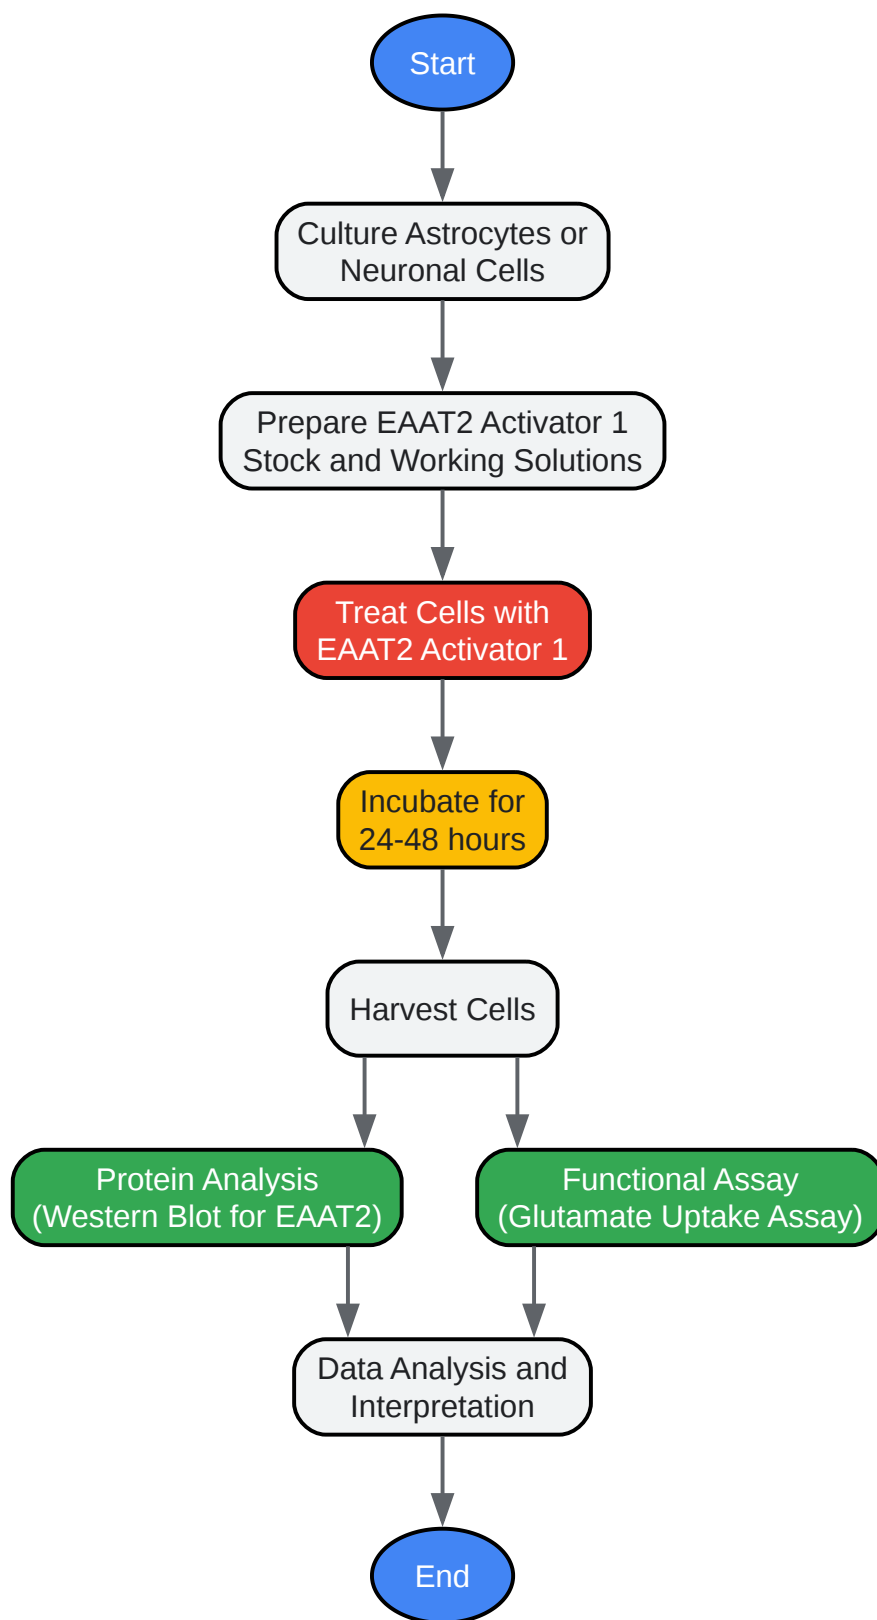 Start
Culture Astrocytes or
Neuronal Cells
Prepare EAAT2 Activator 1
Stock and Working Solutions
Treat Cells with
EAAT2 Activator 1
Incubate for
24-48 hours
Harvest Cells
Protein Analysis
(Western Blot for EAAT2)
Functional Assay
(Glutamate Uptake Assay)
Data Analysis and
Interpretation
End